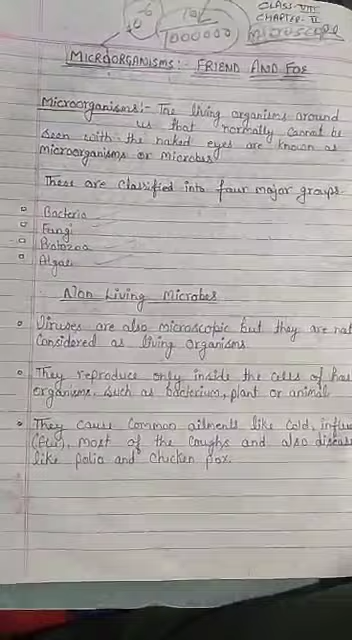 CLASS-VIII
CHAPTER-II
10L
1000000
microscope
MICROORGANISMS:- FRIEND AND FOE
Microorganisms:- The living organisms around
us that normally cannot be
seen with the naked eyes are known as
microorganisms or microbes
These are classified into four major groups-
Bacteria
Fungi
Protozoa
Algae
Non Living Microbes
Viruses are also microscopic but they are not
considered as living organisms.
They reproduce only inside the cells of hos
organisms, such as bacterium, plant or animal
They cause common ailments like cold, influe
(flu), most of the coughs and also disease
like polio and chicken pox.